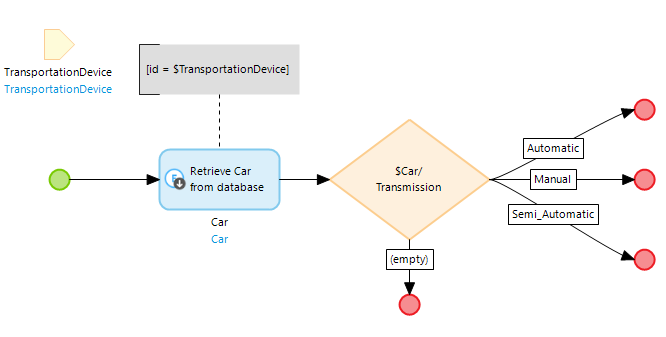 TransportationDevice
TransportationDevice
[id = $TransportationDevice]
Retrieve Car
from database
Car
Car
$Car/
Transmission
Automatic
Manual
Semi_Automatic
(empty)